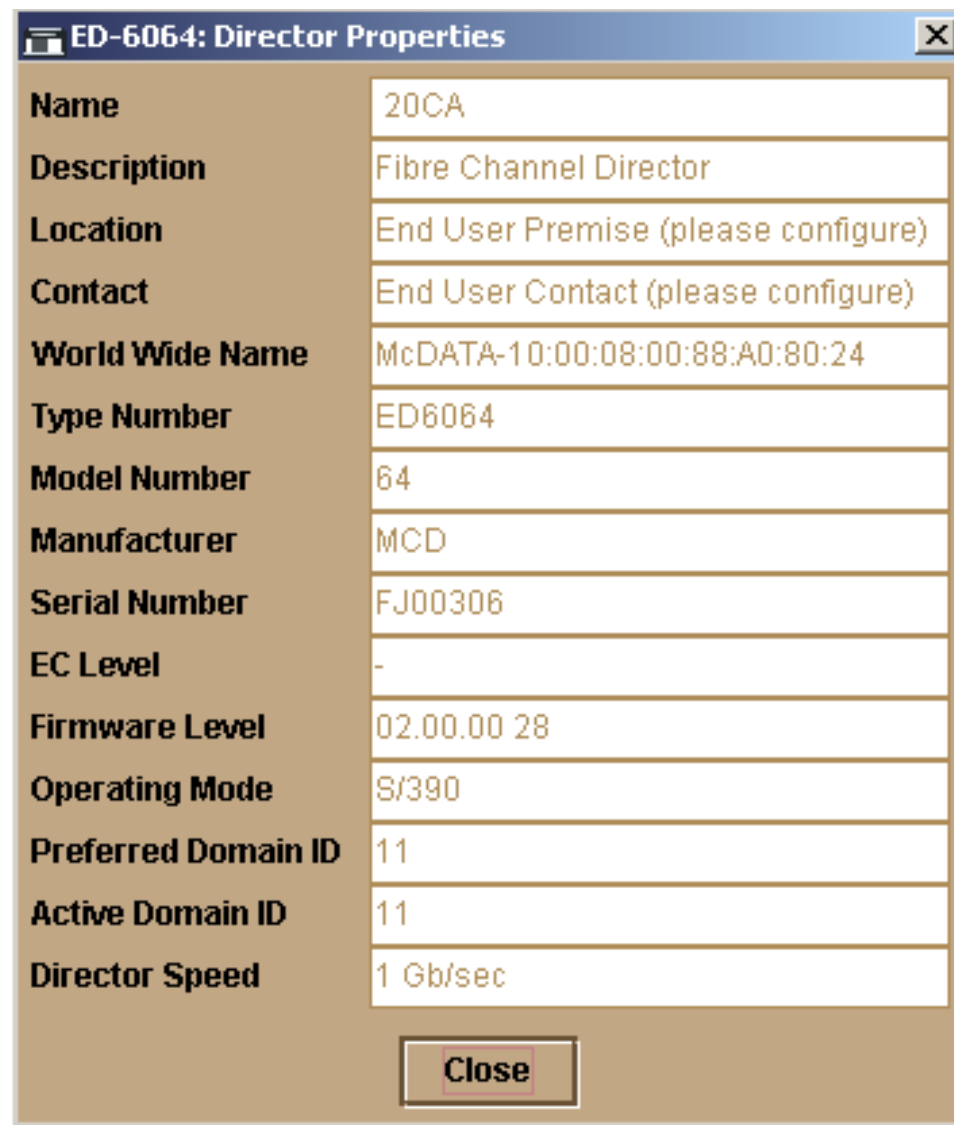 ED-6064: Director Properties
Name 20CA
Description Fibre Channel Director
Location End User Premise (please configure)
Contact End User Contact (please configure)
World Wide Name McDATA-10:00:08:00:88:A0:80:24
Type Number ED6064
Model Number 64
Manufacturer MCD
Serial Number FJ00306
EC Level -
Firmware Level 02.00.00 28
Operating Mode S/390
Preferred Domain ID 11
Active Domain ID 11
Director Speed 1 Gb/sec
Close